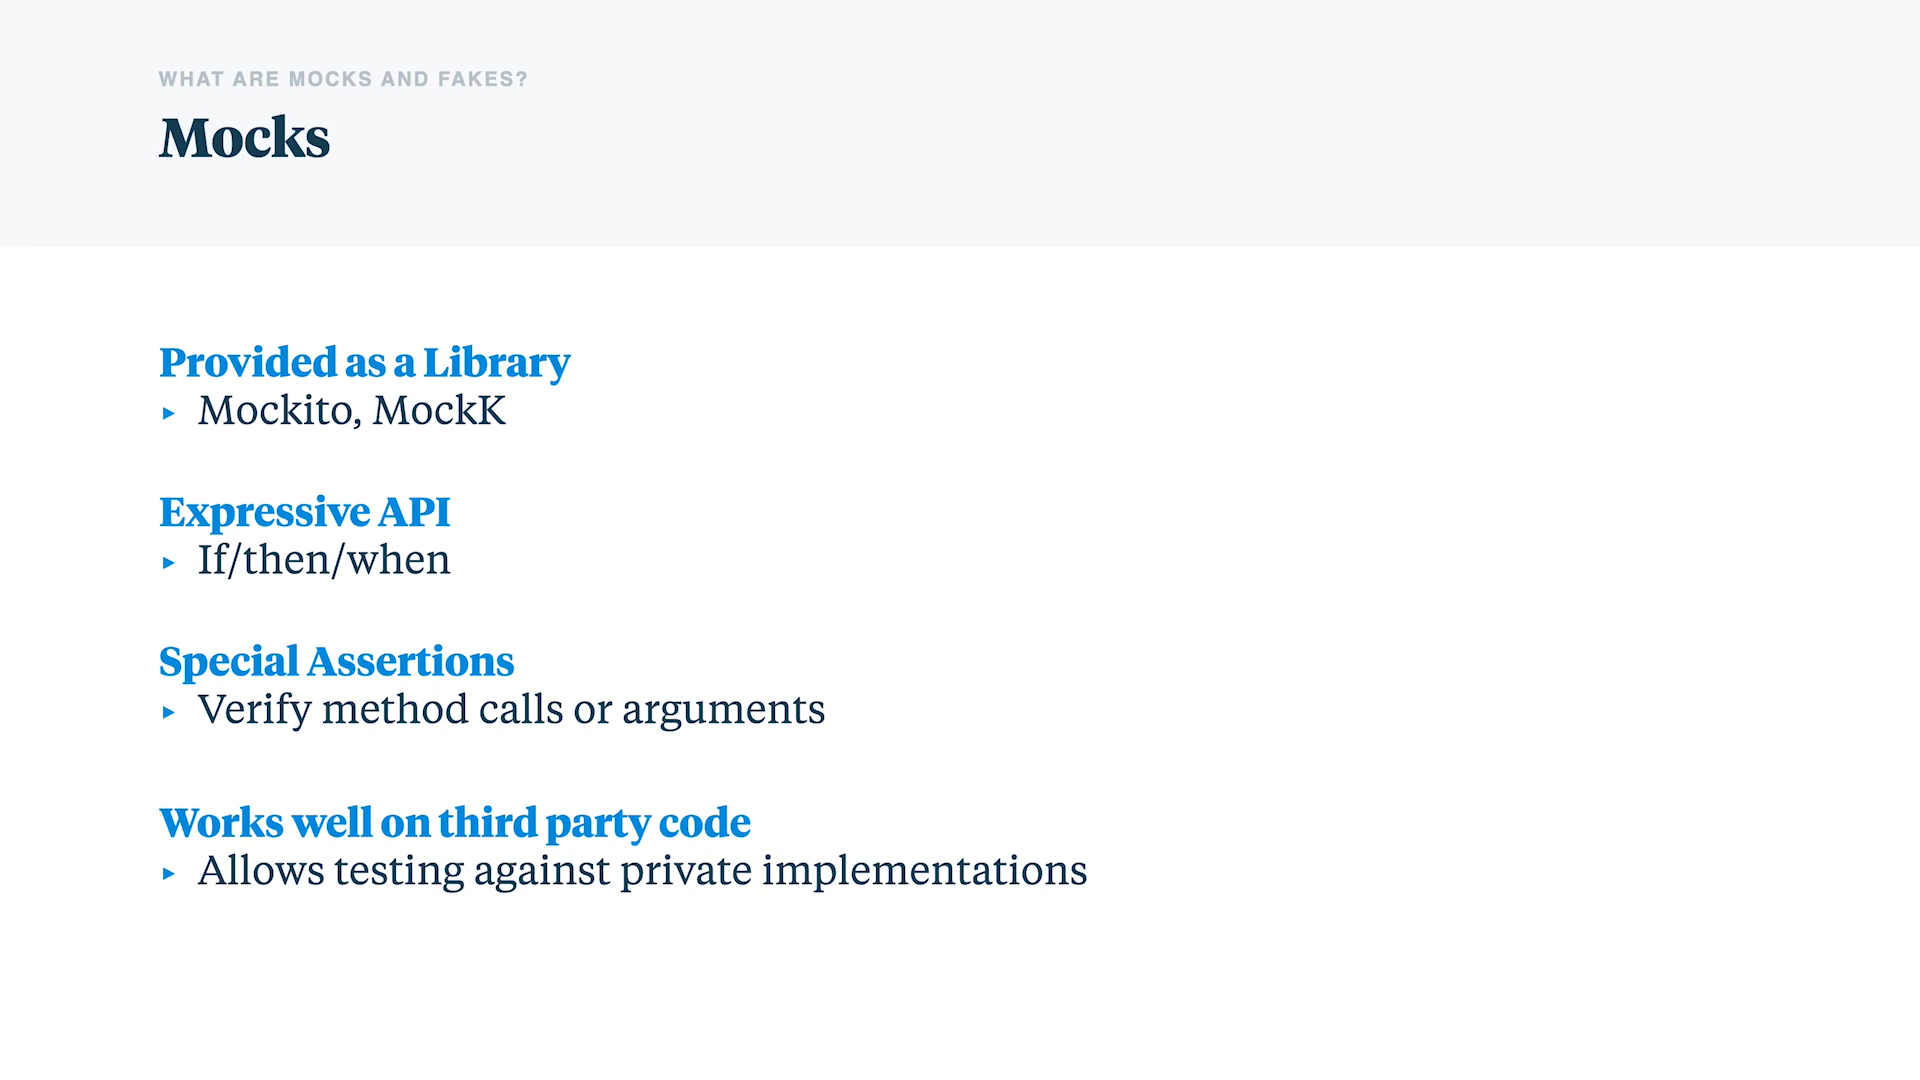 WHAT ARE MOCKS AND FAKES?
Mocks
Provided as a Library
▸ Mockito, MockK
Expressive API
▸ If/then/when
Special Assertions
▸ Verify method calls or arguments
Works well on third party code
▸ Allows testing against private implementations